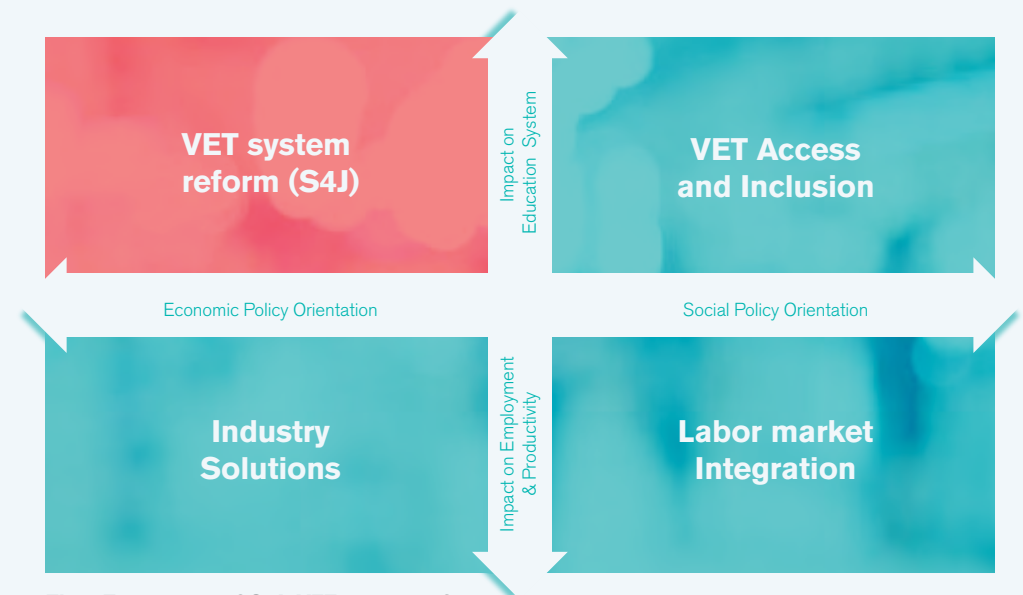 VET system
reform (S4J)
Impact on
Education System
VET Access
and Inclusion
Economic Policy Orientation
Social Policy Orientation
Industry
Solutions
Impact on Employment
& Productivity
Labor market
Integration